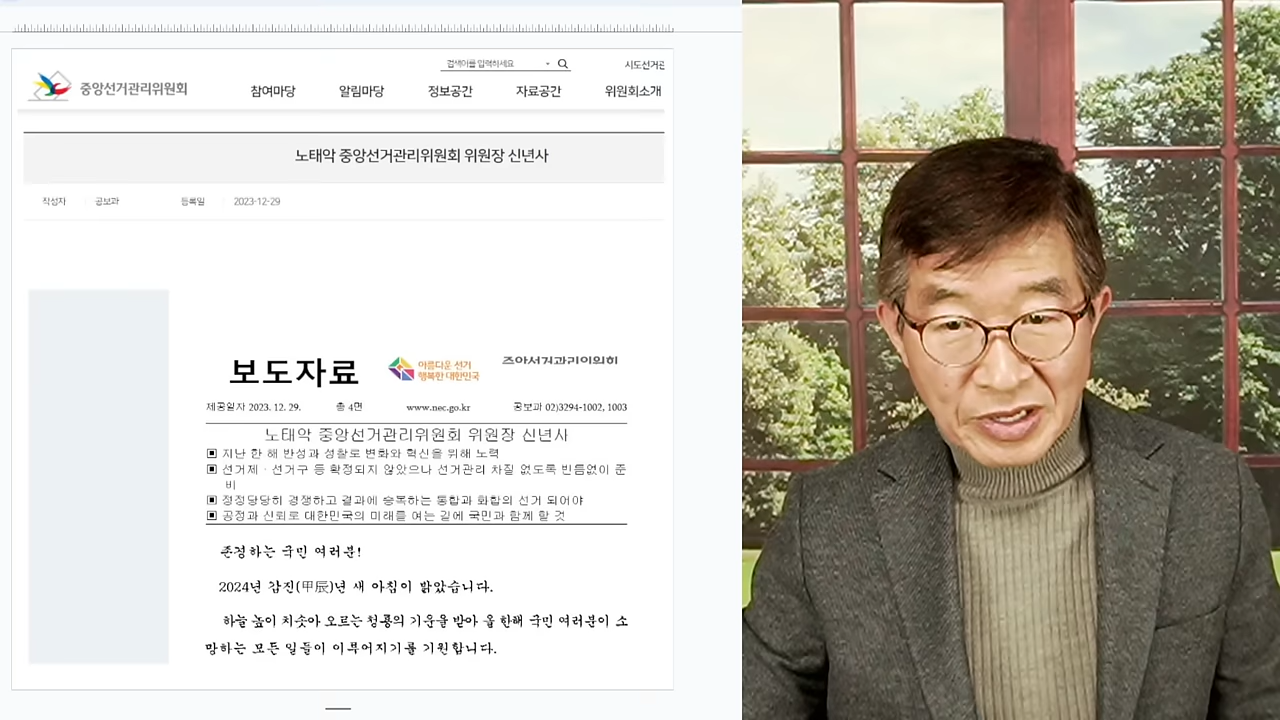 검색어를 입력하세요
시도선거관
중앙선거관리위원회
참여마당 알림마당 정보공간 자료공간 위원회소개
노태악 중앙선거관리위원회 위원장 신년사
작성자 공보과 등록일 2023-12-29
보도자료
아름다운 선거
행복한 대한민국
중앙선거관리위원회
제공일자 2023. 12. 29. 총 4면 www.nec.go.kr 공보과 02)3294-1002, 1003
노태악 중앙선거관리위원회 위원장 신년사
▣ 지난 한 해 반성과 성찰로 변화와 혁신을 위해 노력
▣ 선거제ㆍ선거구 등 확정되지 않았으나 선거관리 차질 없도록 빈틈없이 준
비
▣ 정정당당히 경쟁하고 결과에 승복하는 통합과 화합의 선거 되어야
▣ 공정과 신뢰로 대한민국의 미래를 여는 길에 국민과 함께 할 것
존경하는 국민 여러분!
2024년 갑진(甲辰)년 새 아침이 밝았습니다.
하늘 높이 치솟아 오르는 청룡의 기운을 받아 올 한해 국민 여러분이 소
망하는 모든 일들이 이루어지기를 기원합니다.